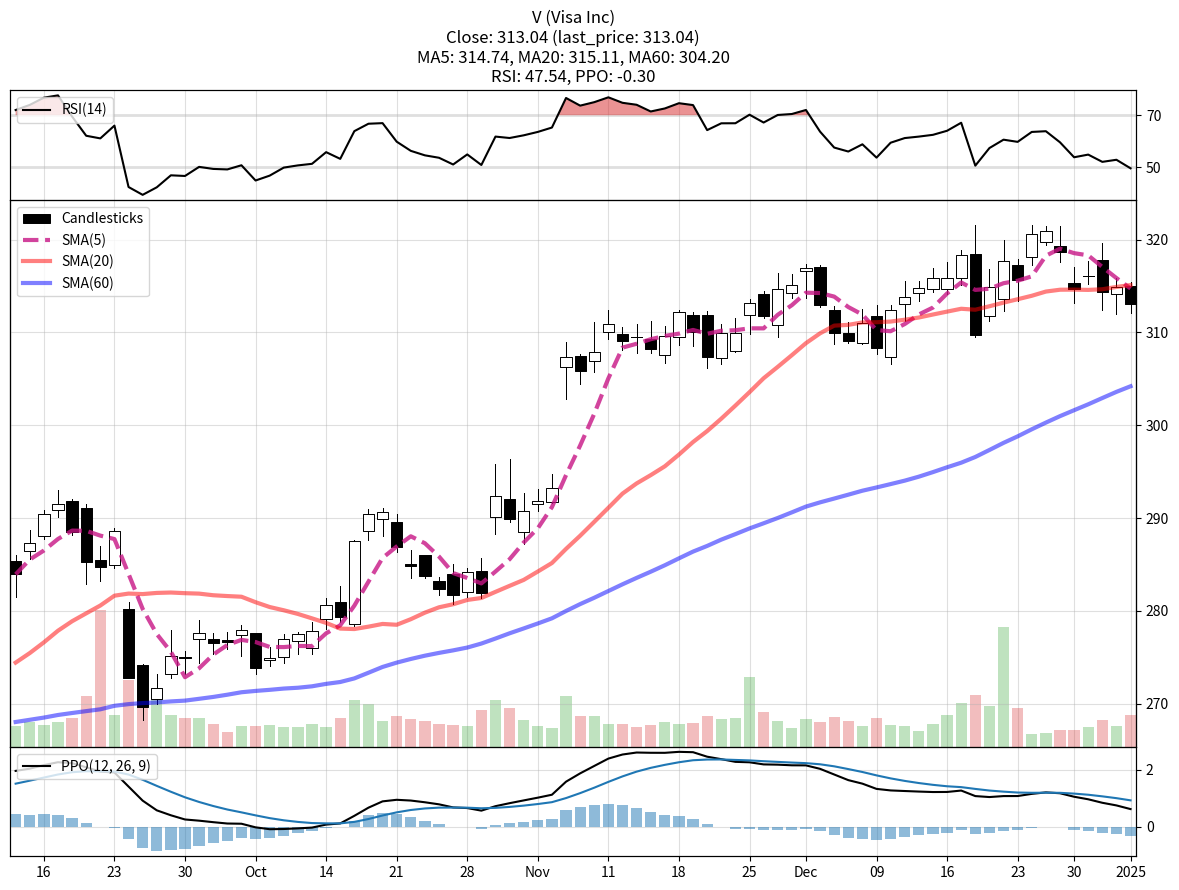 V (Visa Inc)
Close: 313.04 (last_price: 313.04)
MA5: 314.74, MA20: 315.11, MA60: 304.20
RSI: 47.54, PPO: -0.30
RSI(14)
70
50
Candlesticks
SMA(5)
SMA(20)
SMA(60)
320
310
300
290
280
270
PPO(12, 26, 9)
2
0
16 23 30 Oct 14 21 28 Nov 11 18 25 Dec 09 16 23 30 2025